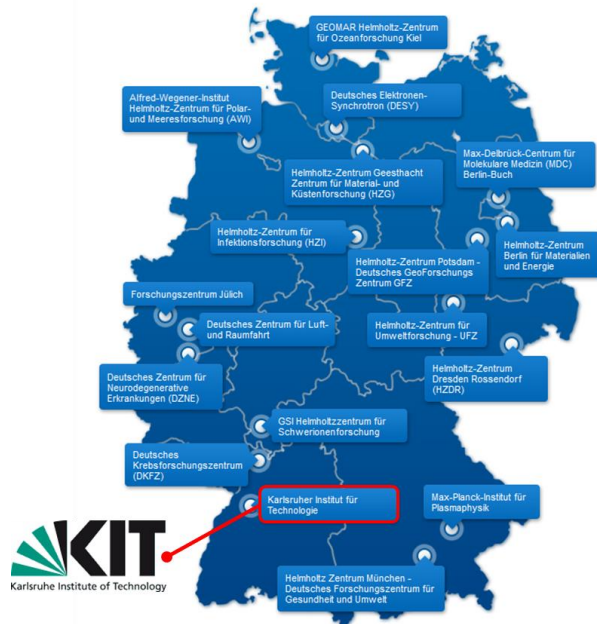 GEOMAR Helmholtz-Zentrum
für Ozeanforschung Kiel
Alfred-Wegener-Institut
Helmholtz-Zentrum für Polar-
und Meeresforschung (AWI)
Deutsches Elektronen-
Synchrotron (DESY)
Helmholtz-Zentrum Geesthacht
Zentrum für Material- und
Küstenforschung (HZG)
Max-Delbrück-Centrum für
Molekulare Medizin (MDC)
Berlin-Buch
Helmholtz-Zentrum für
Infektionsforschung (HZI)
Helmholtz-Zentrum Potsdam -
Deutsches GeoForschungs
Zentrum GFZ
Helmholtz-Zentrum
Berlin für Materialien
und Energie
Forschungszentrum Jülich
Deutsches Zentrum für Luft-
und Raumfahrt
Helmholtz-Zentrum für
Umweltforschung - UFZ
Deutsches Zentrum für
Neurodegenerative
Erkrankungen (DZNE)
Helmholtz-Zentrum
Dresden Rossendorf
(HZDR)
GSI Helmholtzzentrum für
Schwerionenforschung
Deutsches
Krebsforschungszentrum
(DKFZ)
Karlsruher Institut für
Technologie
Max-Planck-Institut für
Plasmaphysik
KIT
Karlsruhe Institute of Technology
Helmholtz Zentrum München -
Deutsches Forschungszentrum für
Gesundheit und Umwelt